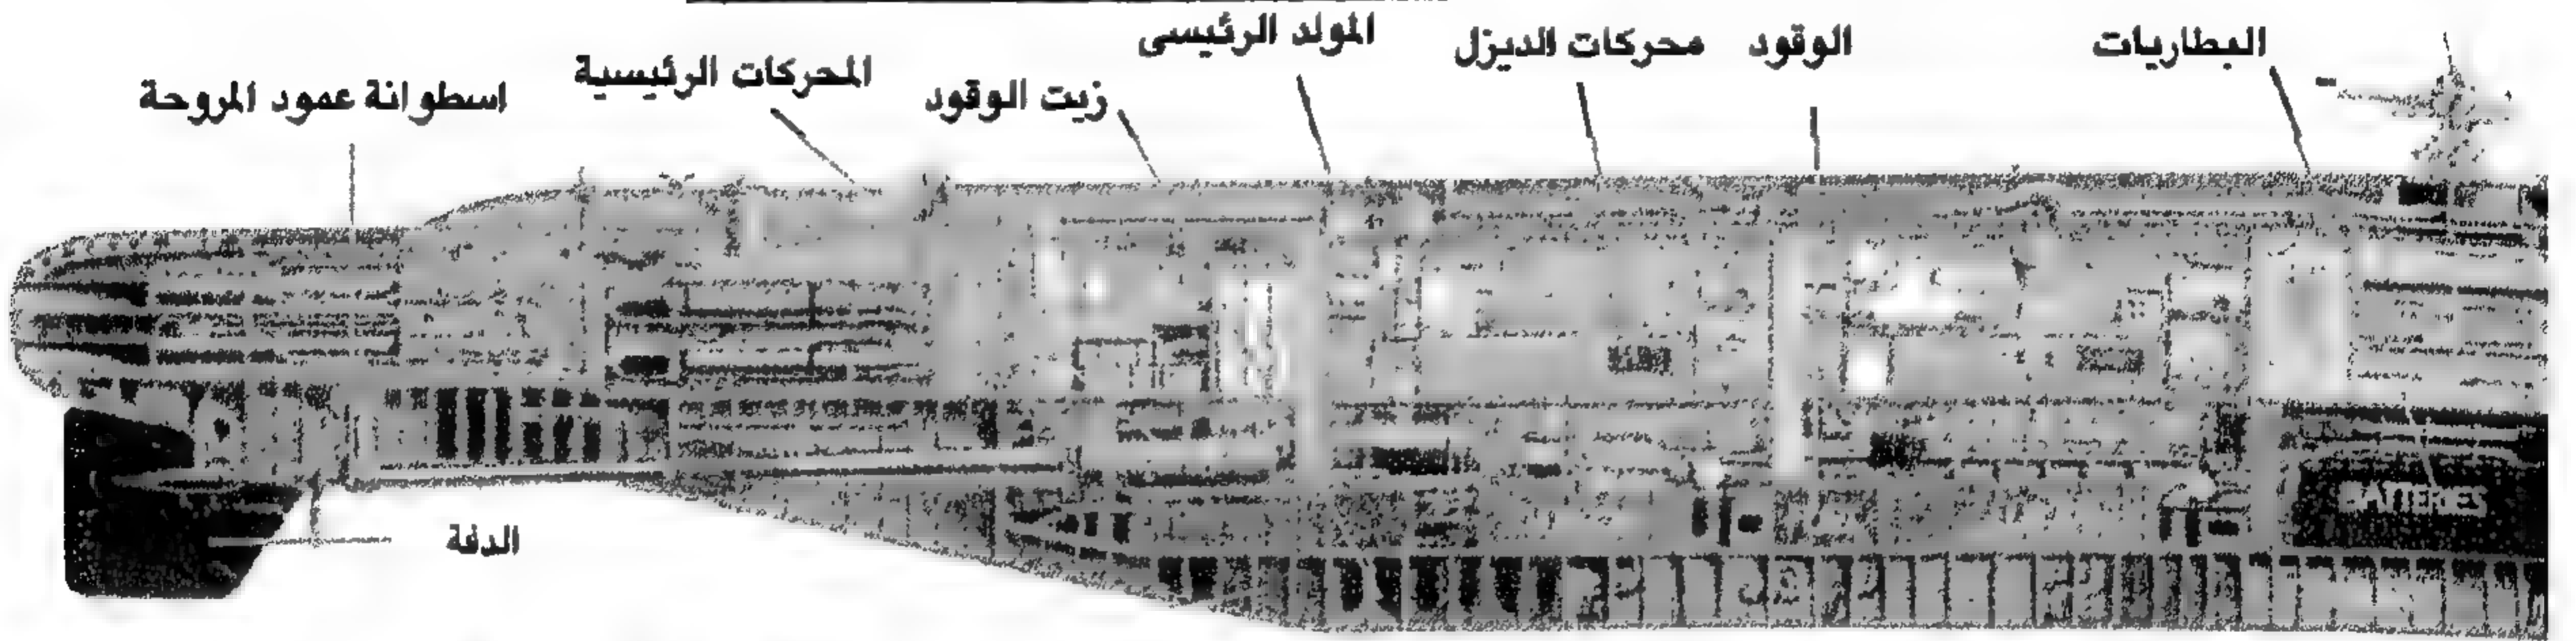 البطاريات
الوقود
محركات الديزل
المولد الرئيسى
زيت الوقود
المحركات الرئيسية
اسطوانة عمود المروحة
الدفة
BATTERIES